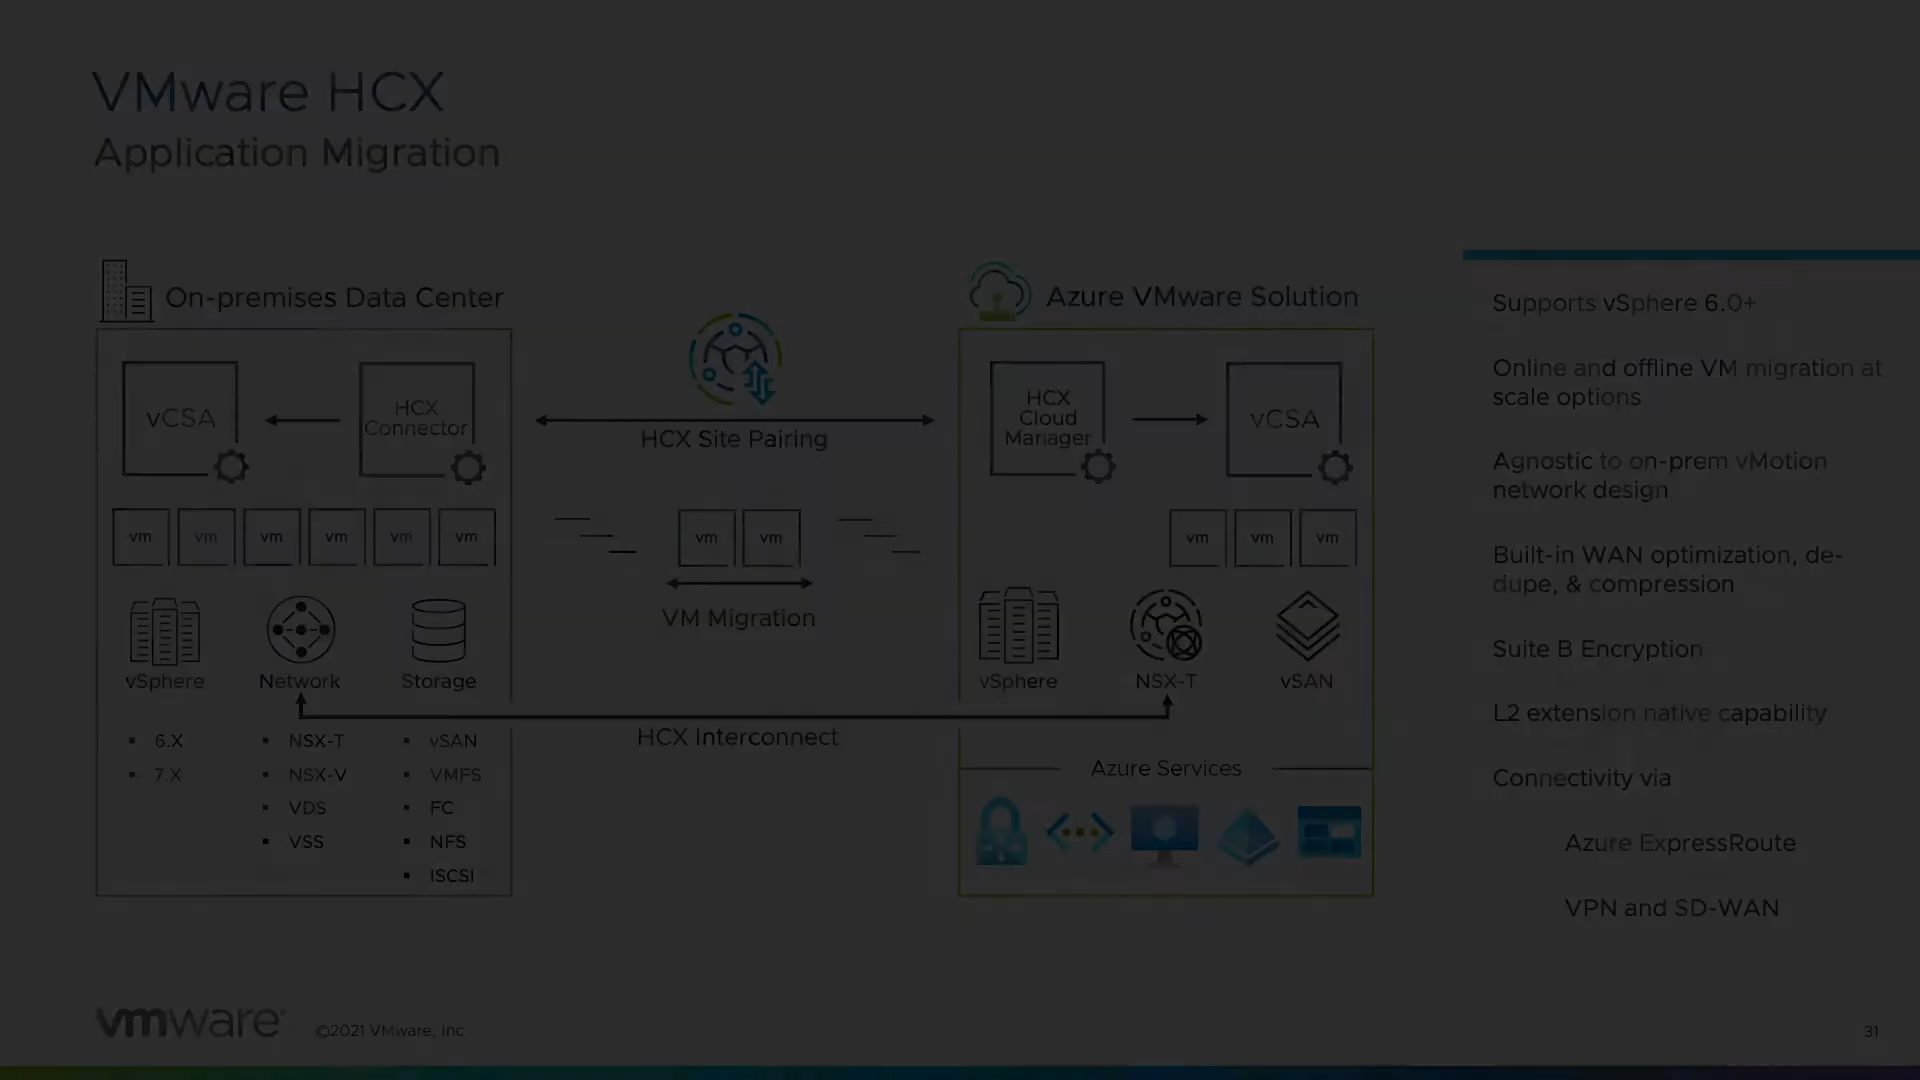 VMware HCX
Application Migration
On-premises Data Center
vCSA
HCX
Connector
vm vm vm vm vm vm
vSphere
Network
Storage
▪ 6.X
▪ 7.X
▪ NSX-T
▪ NSX-V
▪ VDS
▪ VSS
▪ vSAN
▪ VMFS
▪ FC
▪ NFS
▪ ISCSI
HCX Site Pairing
vm vm
VM Migration
HCX Interconnect
Azure VMware Solution
HCX
Cloud
Manager
vCSA
vm vm vm
vSphere
NSX-T
vSAN
Azure Services
Supports vSphere 6.0+
Online and offline VM migration at
scale options
Agnostic to on-prem vMotion
network design
Built-in WAN optimization, de-
dupe, & compression
Suite B Encryption
L2 extension native capability
Connectivity via
Azure ExpressRoute
VPN and SD-WAN
vmware®
©2021 VMware, Inc.
31